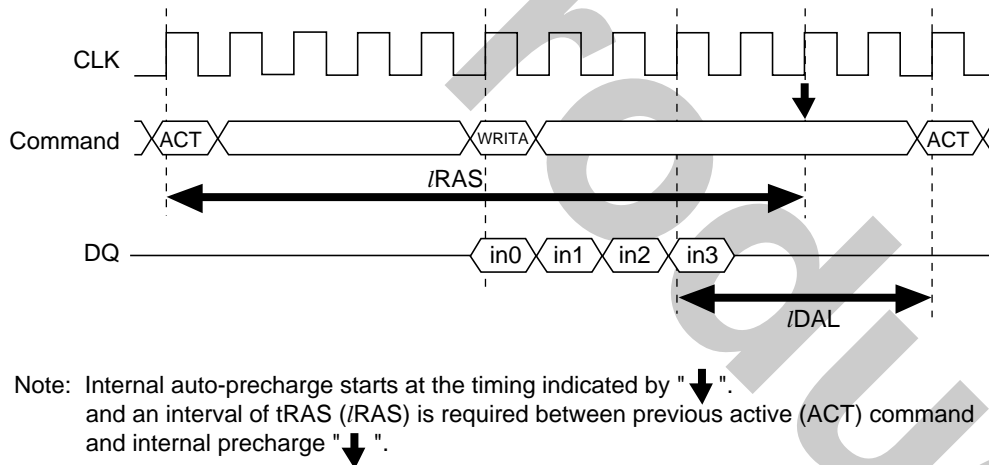 CLK
Command ACT WRITA ACT
lRAS
DQ in0 in1 in2 in3
lDAL
Note: Internal auto-precharge starts at the timing indicated by " ".
and an interval of tRAS (lRAS) is required between previous active (ACT) command
and internal precharge " ".